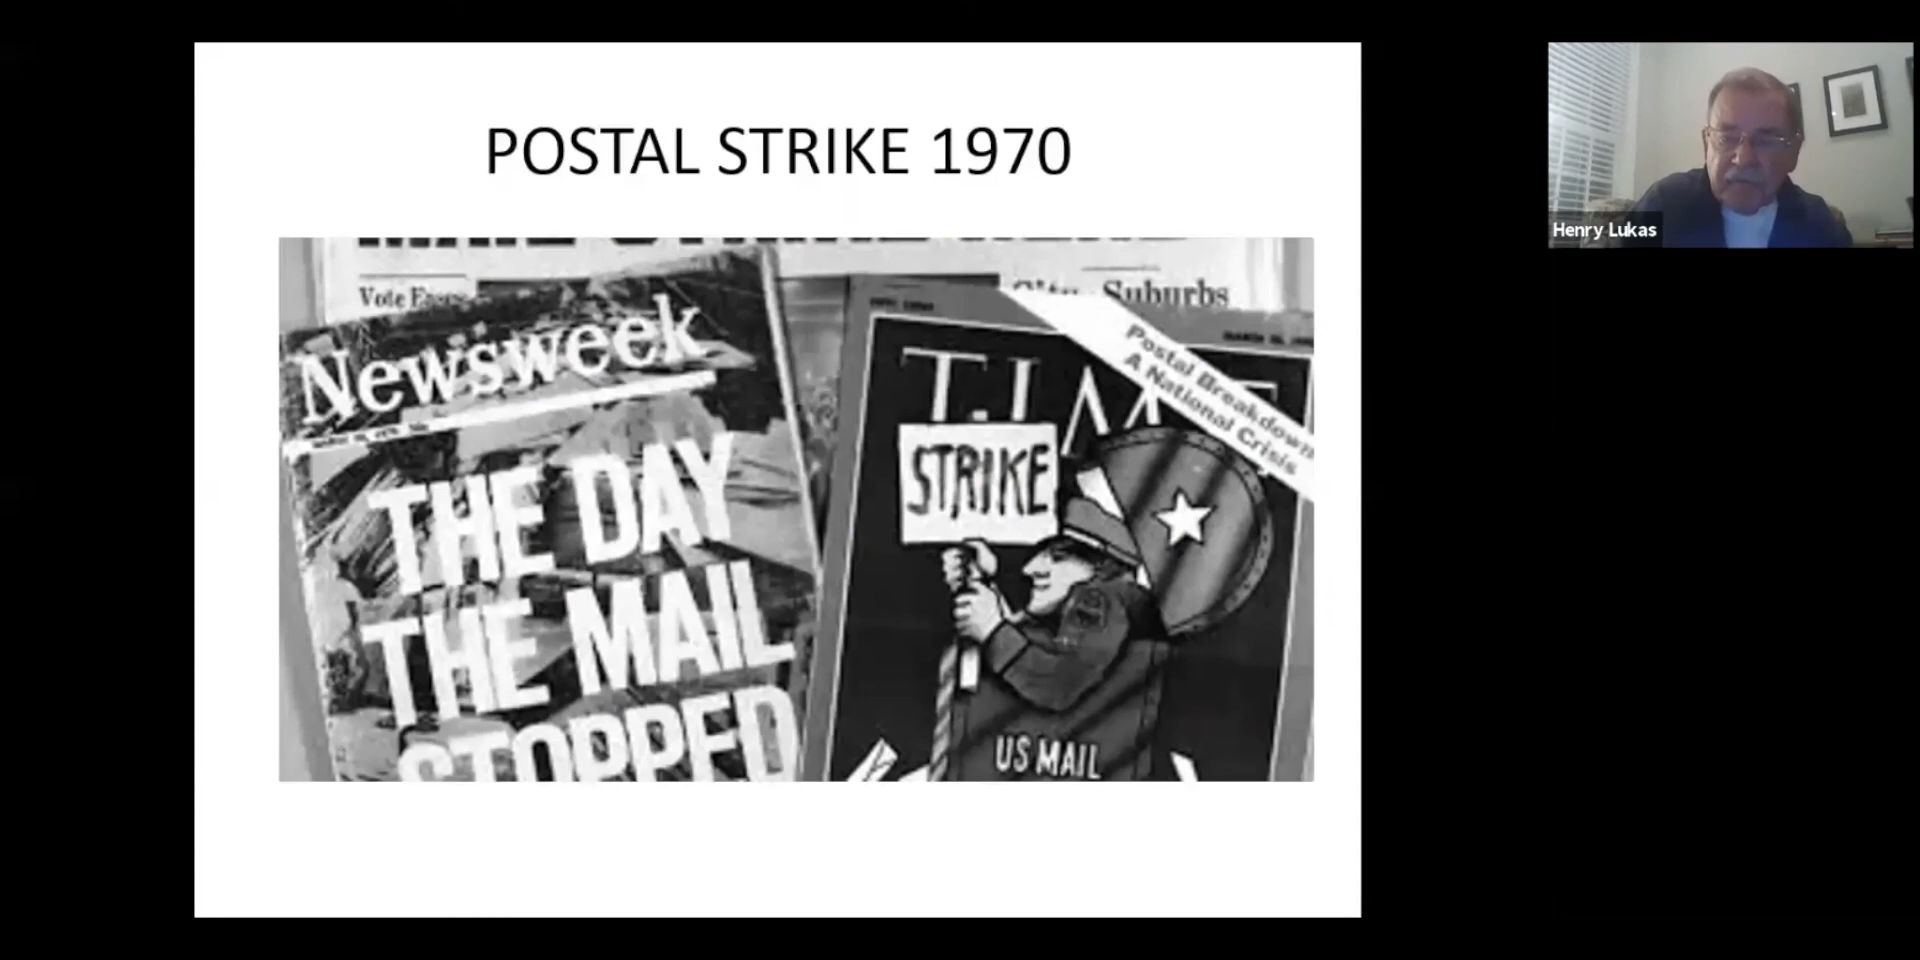 POSTAL STRIKE 1970
Vote
Suburbs
Newsweek
THE DAY
THE MAIL
STOPPED
TIME
Postal Breakdown
A National Crisis
STRIKE
US MAIL
Henry Lukas